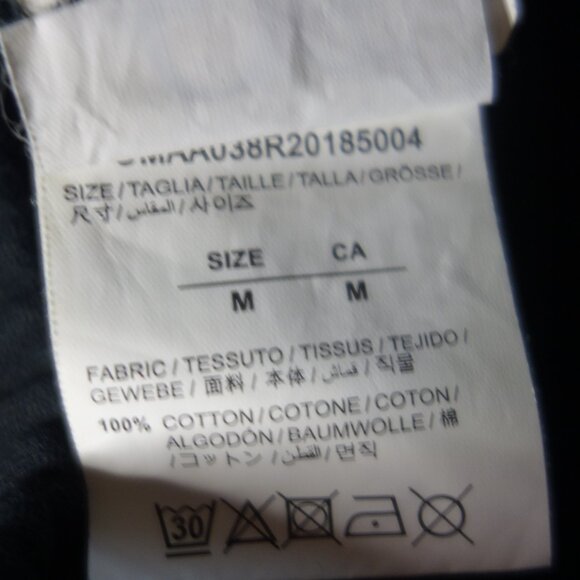 OMAA038R20185004
SIZE/TAGLIA/TAILLE/TALLA/GRÖSSE/
尺寸/المقاس/사이즈
SIZE CA
M M
FABRIC/TESSUTO/TISSUS/TEJIDO/
GEWEBE/面料/本体/قماش/직물
100% COTTON/COTONE/COTON/
ALGODÓN/BAUMWOLLE/棉
/コットン/القطن/면직
30